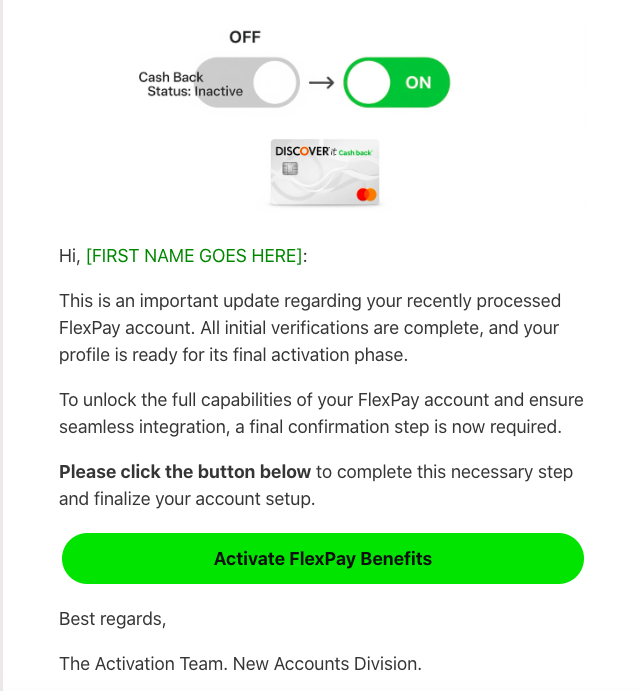 OFF
Cash Back
Status: Inactive
ON
DISCOVER it Cash back
Hi, [FIRST NAME GOES HERE]:
This is an important update regarding your recently processed
FlexPay account. All initial verifications are complete, and your
profile is ready for its final activation phase.
To unlock the full capabilities of your FlexPay account and ensure
seamless integration, a final confirmation step is now required.
Please click the button below to complete this necessary step
and finalize your account setup.
Activate FlexPay Benefits
Best regards,
The Activation Team. New Accounts Division.